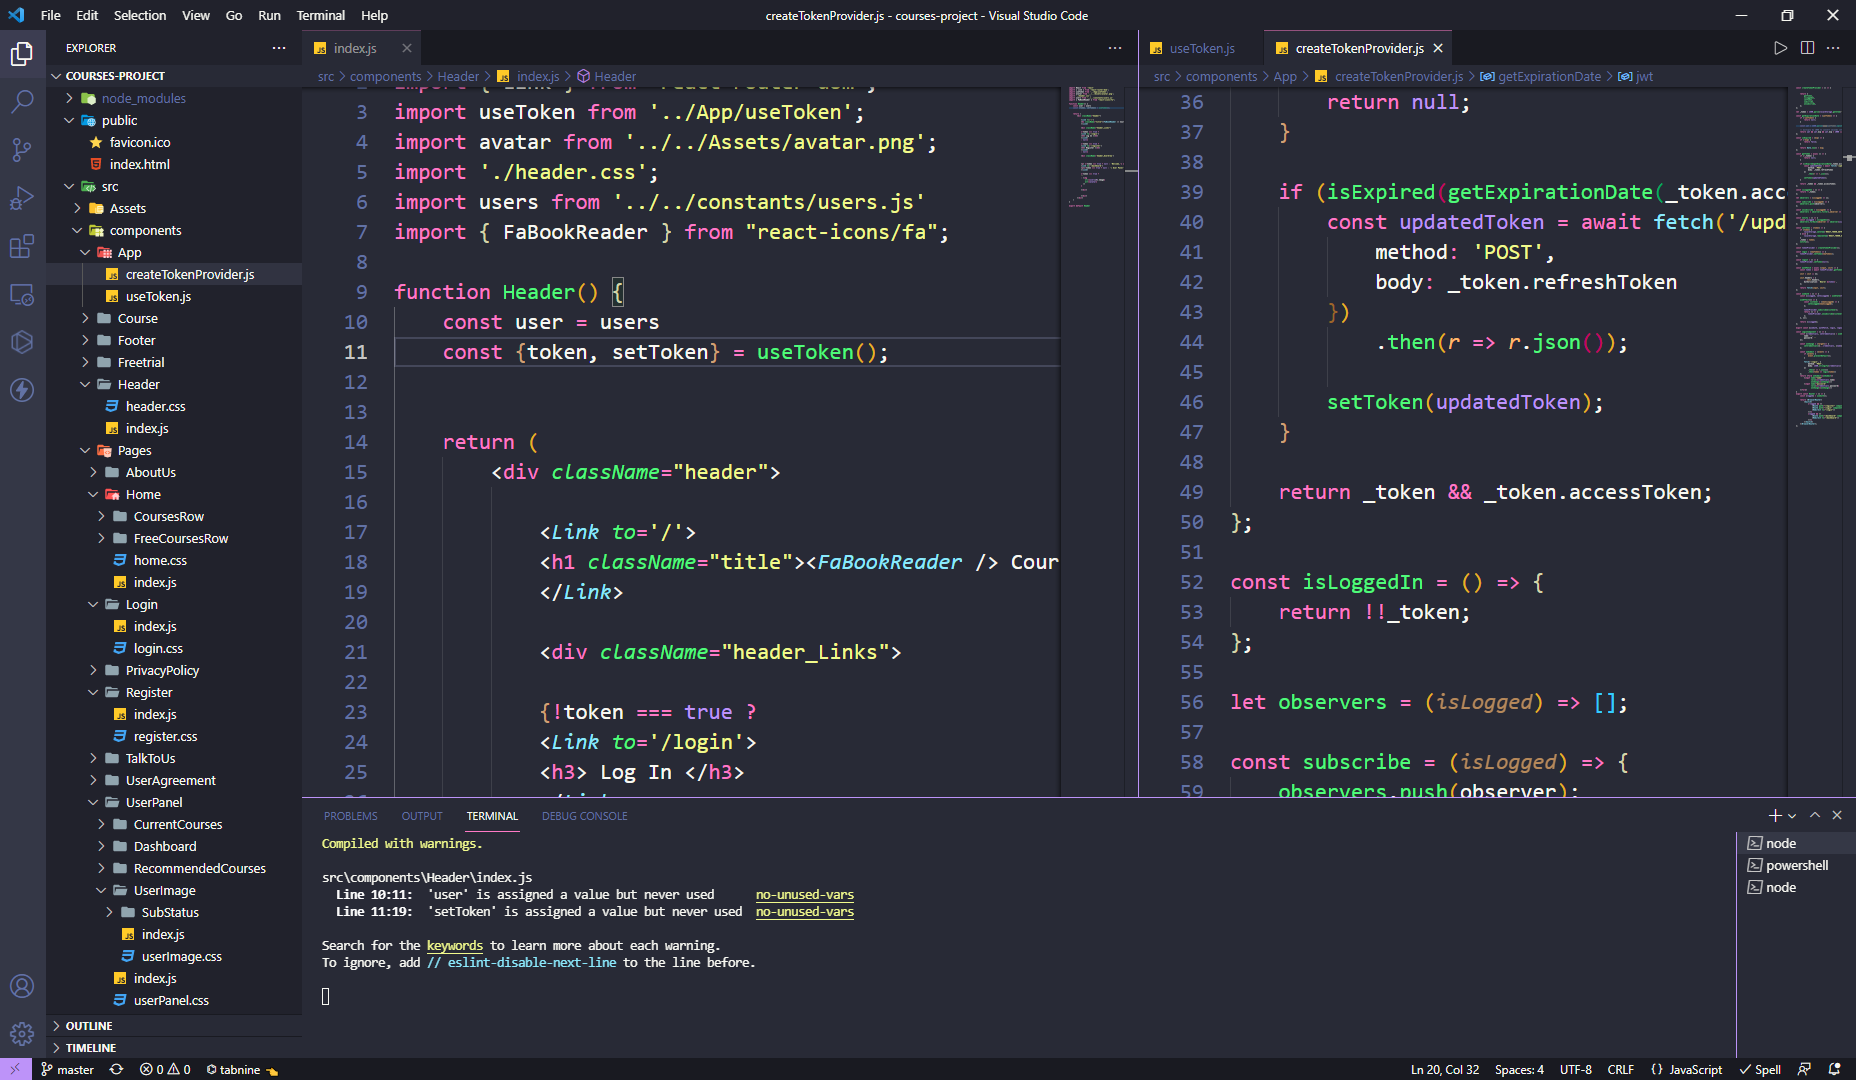 File Edit Selection View Go Run Terminal Help
createTokenProvider.js - courses-project - Visual Studio Code
EXPLORER
COURSES-PROJECT
node_modules
public
favicon.ico
index.html
src
Assets
components
App
createTokenProvider.js
useToken.js
Course
Footer
Freetrial
Header
header.css
index.js
Pages
AboutUs
Home
CoursesRow
FreeCoursesRow
home.css
index.js
Login
index.js
login.css
PrivacyPolicy
Register
index.js
register.css
TalkToUs
UserAgreement
UserPanel
CurrentCourses
Dashboard
RecommendedCourses
UserImage
SubStatus
index.js
userImage.css
index.js
userPanel.css
OUTLINE
TIMELINE
index.js
src > components > Header > index.js > Header
3 import useToken from '../App/useToken';
4 import avatar from '../../Assets/avatar.png';
5 import './header.css';
6 import users from '../../constants/users.js'
7 import { FaBookReader } from "react-icons/fa";
8
9 function Header() {
10 const user = users
11 const {token, setToken} = useToken();
12
13
14 return (
15 <div className="header">
16
17 <Link to='/'>
18 <h1 className="title"><FaBookReader /> Cour
19 </Link>
20
21 <div className="header_Links">
22
23 {!token === true ?
24 <Link to='/login'>
25 <h3> Log In </h3>
useToken.js createTokenProvider.js
src > components > App > createTokenProvider.js > getExpirationDate > jwt
36 return null;
37 }
38
39 if (isExpired(getExpirationDate(_token.acc
40 const updatedToken = await fetch('/upd
41 method: 'POST',
42 body: _token.refreshToken
43 })
44 .then(r => r.json());
45
46 setToken(updatedToken);
47 }
48
49 return _token && _token.accessToken;
50 };
51
52 const isLoggedIn = () => {
53 return !!_token;
54 };
55
56 let observers = (isLogged) => [];
57
58 const subscribe = (isLogged) => {
59 observers.push(observer);
PROBLEMS OUTPUT TERMINAL DEBUG CONSOLE
Compiled with warnings.
src\components\Header\index.js
Line 10:11: 'user' is assigned a value but never used no-unused-vars
Line 11:19: 'setToken' is assigned a value but never used no-unused-vars
Search for the keywords to learn more about each warning.
To ignore, add // eslint-disable-next-line to the line before.
node
powershell
node
master 0 0 tabnine
Ln 20, Col 32 Spaces: 4 UTF-8 CRLF {} JavaScript Spell